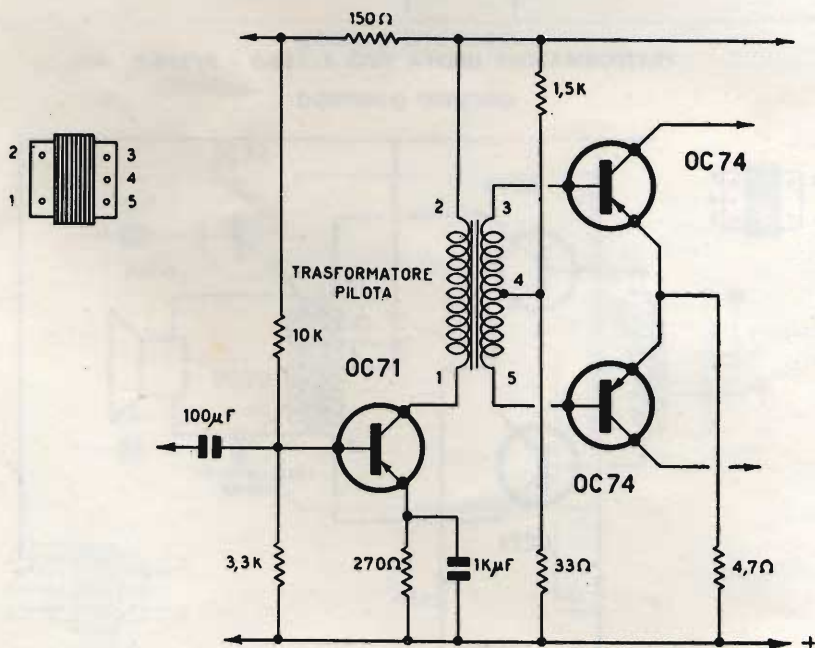 150Ω
1,5K
OC74
2
3
1
4
5
2
3
TRASFORMATORE
PILOTA
4
10K
OC71
1
5
100µF
OC74
3,3K
270Ω
1KµF
33Ω
4,7Ω
+